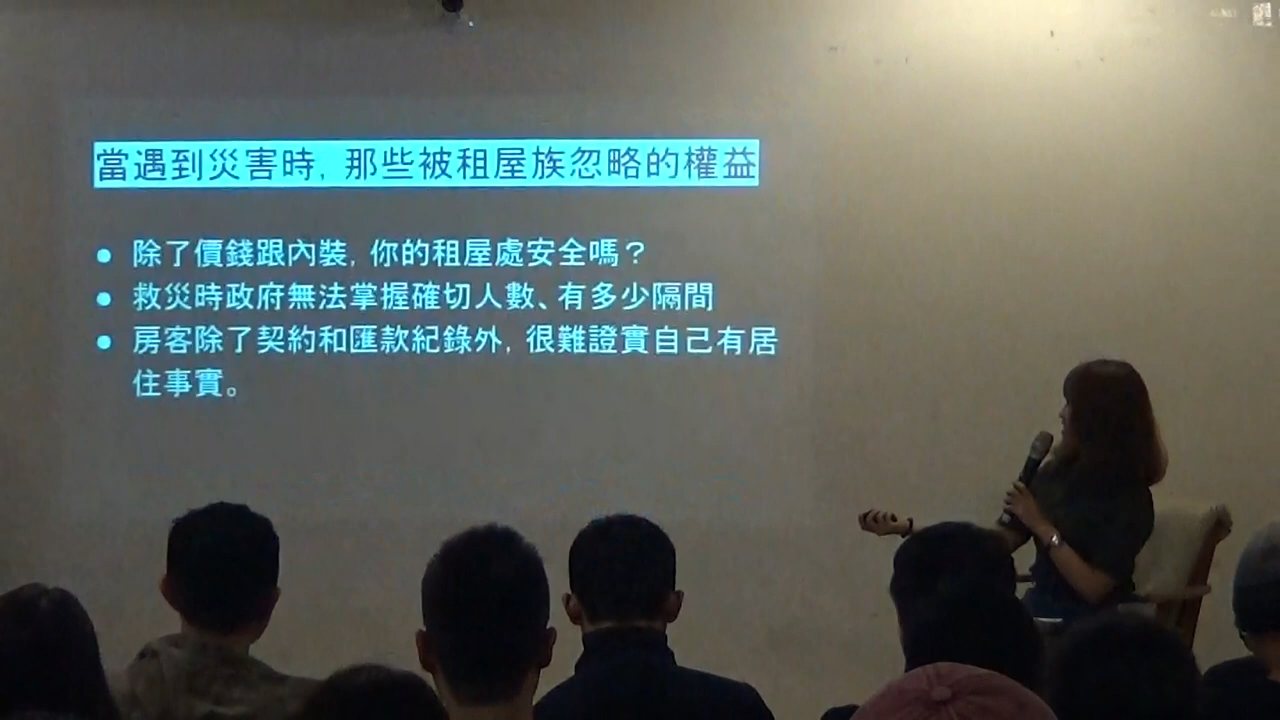 當遇到災害時, 那些被租屋族忽略的權益
● 除了價錢跟內裝, 你的租屋處安全嗎？
● 救災時政府無法掌握確切人數、有多少隔間
● 房客除了契約和匯款紀錄外, 很難證實自己有居
住事實。